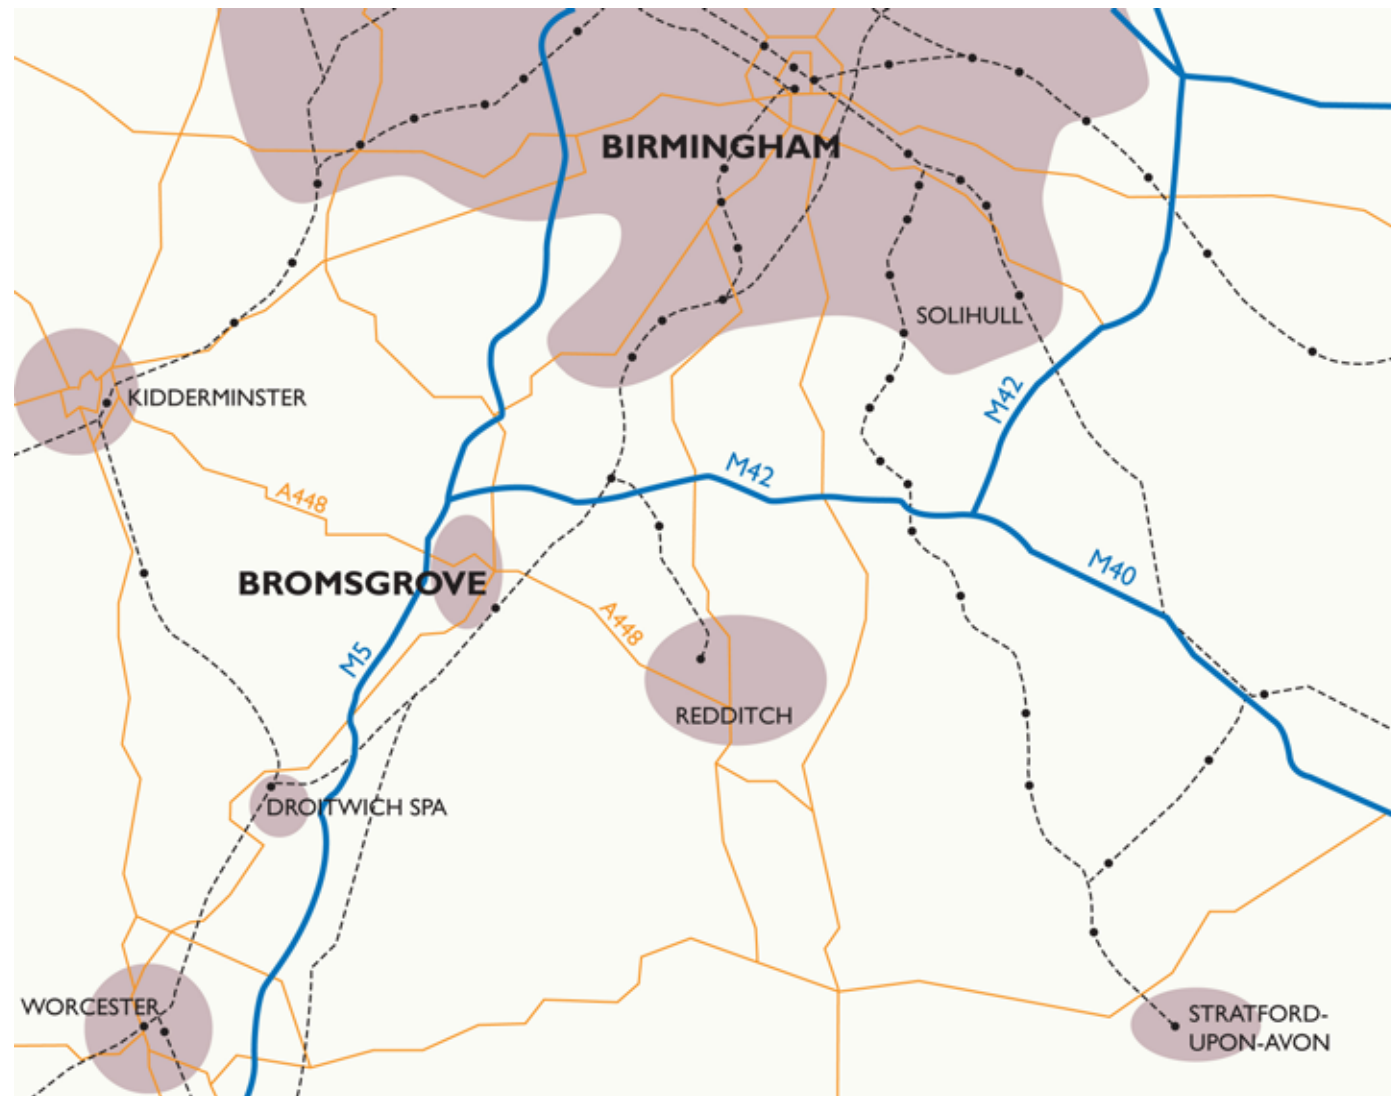 BIRMINGHAM
SOLIHULL
KIDDERMINSTER
M42
M42
A448
M40
BROMSGROVE
A448
M5
REDDITCH
DROITWICH SPA
WORCESTER
STRATFORD-
UPON-AVON